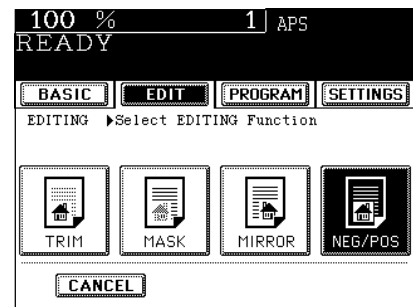 100 % 1 APS
READY
BASIC EDIT PROGRAM SETTINGS
EDITING ▶Select EDITING Function
TRIM MASK MIRROR NEG/POS
CANCEL